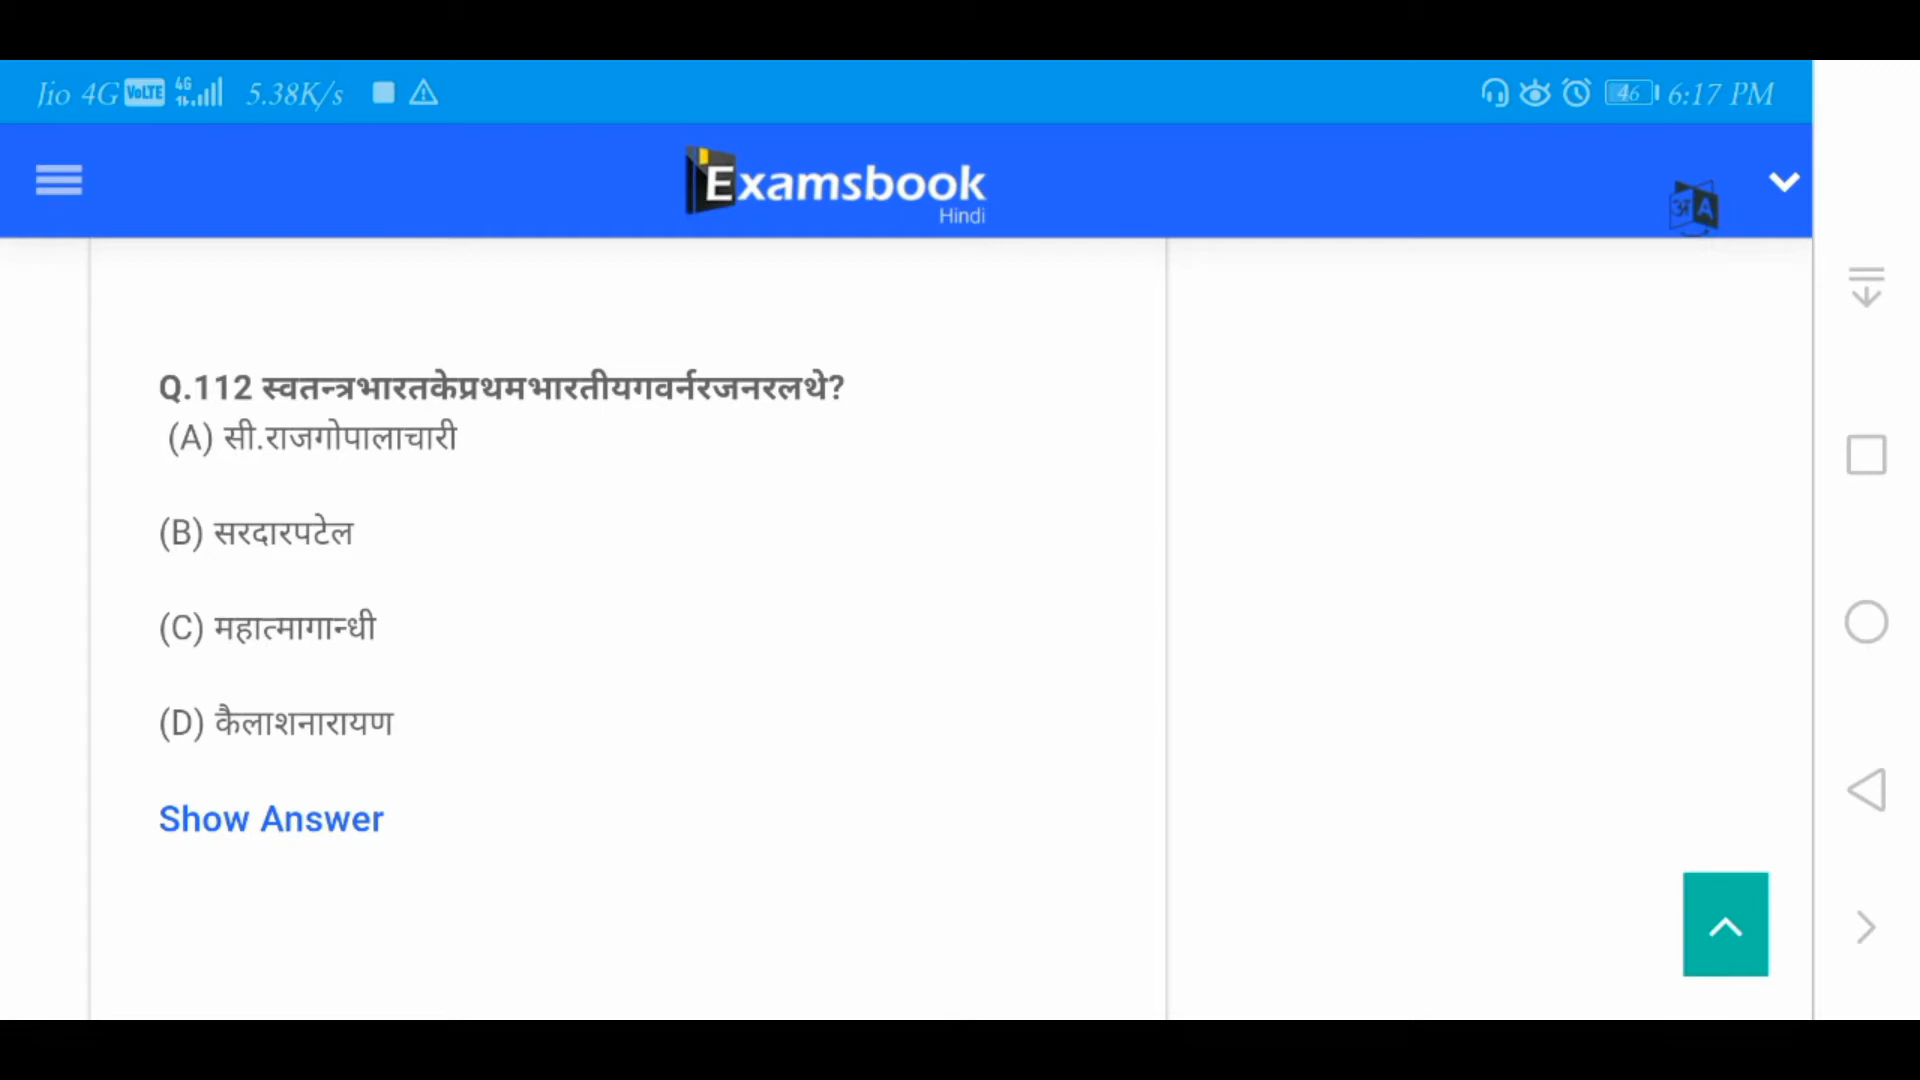 Jio 4G VoLTE 4G 5.38K/s 46 6:17 PM
Examsbook
Hindi
अ A
Q.112 स्वतन्त्रभारतकेप्रथमभारतीयगवर्नरजनरलथे?
(A) सी.राजगोपालाचारी
(B) सरदारपटेल
(C) महात्मागान्धी
(D) कैलाशनारायण
Show Answer